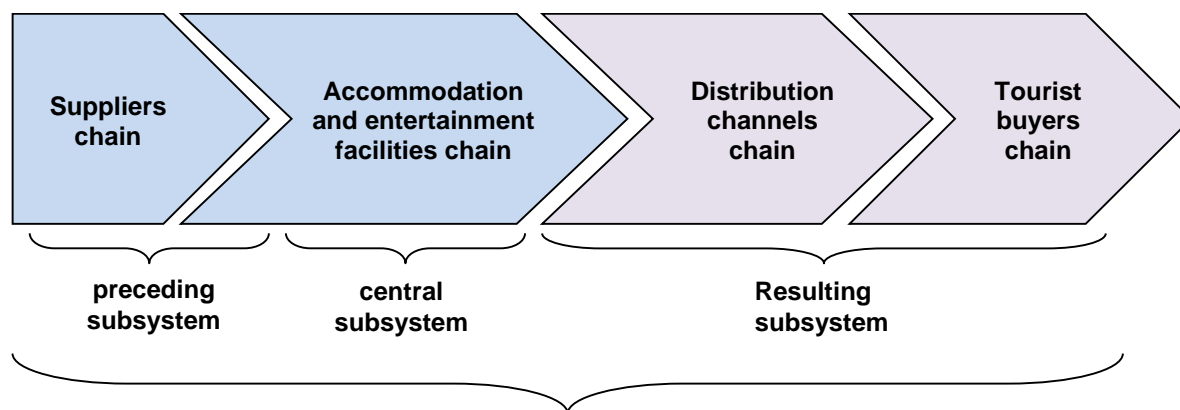 Suppliers
chain
Accommodation
and entertainment
facilities chain
Distribution
channels
chain
Tourist
buyers
chain
preceding
subsystem
central
subsystem
Resulting
subsystem